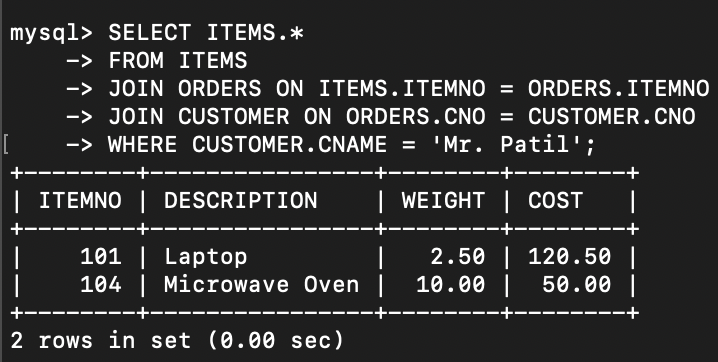 mysql> SELECT ITEMS.*
    -> FROM ITEMS
    -> JOIN ORDERS ON ITEMS.ITEMNO = ORDERS.ITEMNO
    -> JOIN CUSTOMER ON ORDERS.CNO = CUSTOMER.CNO
[    -> WHERE CUSTOMER.CNAME = 'Mr. Patil';
+--------+----------------+--------+--------+
| ITEMNO | DESCRIPTION    | WEIGHT | COST   |
+--------+----------------+--------+--------+
|    101 | Laptop         |   2.50 | 120.50 |
|    104 | Microwave Oven |  10.00 |  50.00 |
+--------+----------------+--------+--------+
2 rows in set (0.00 sec)